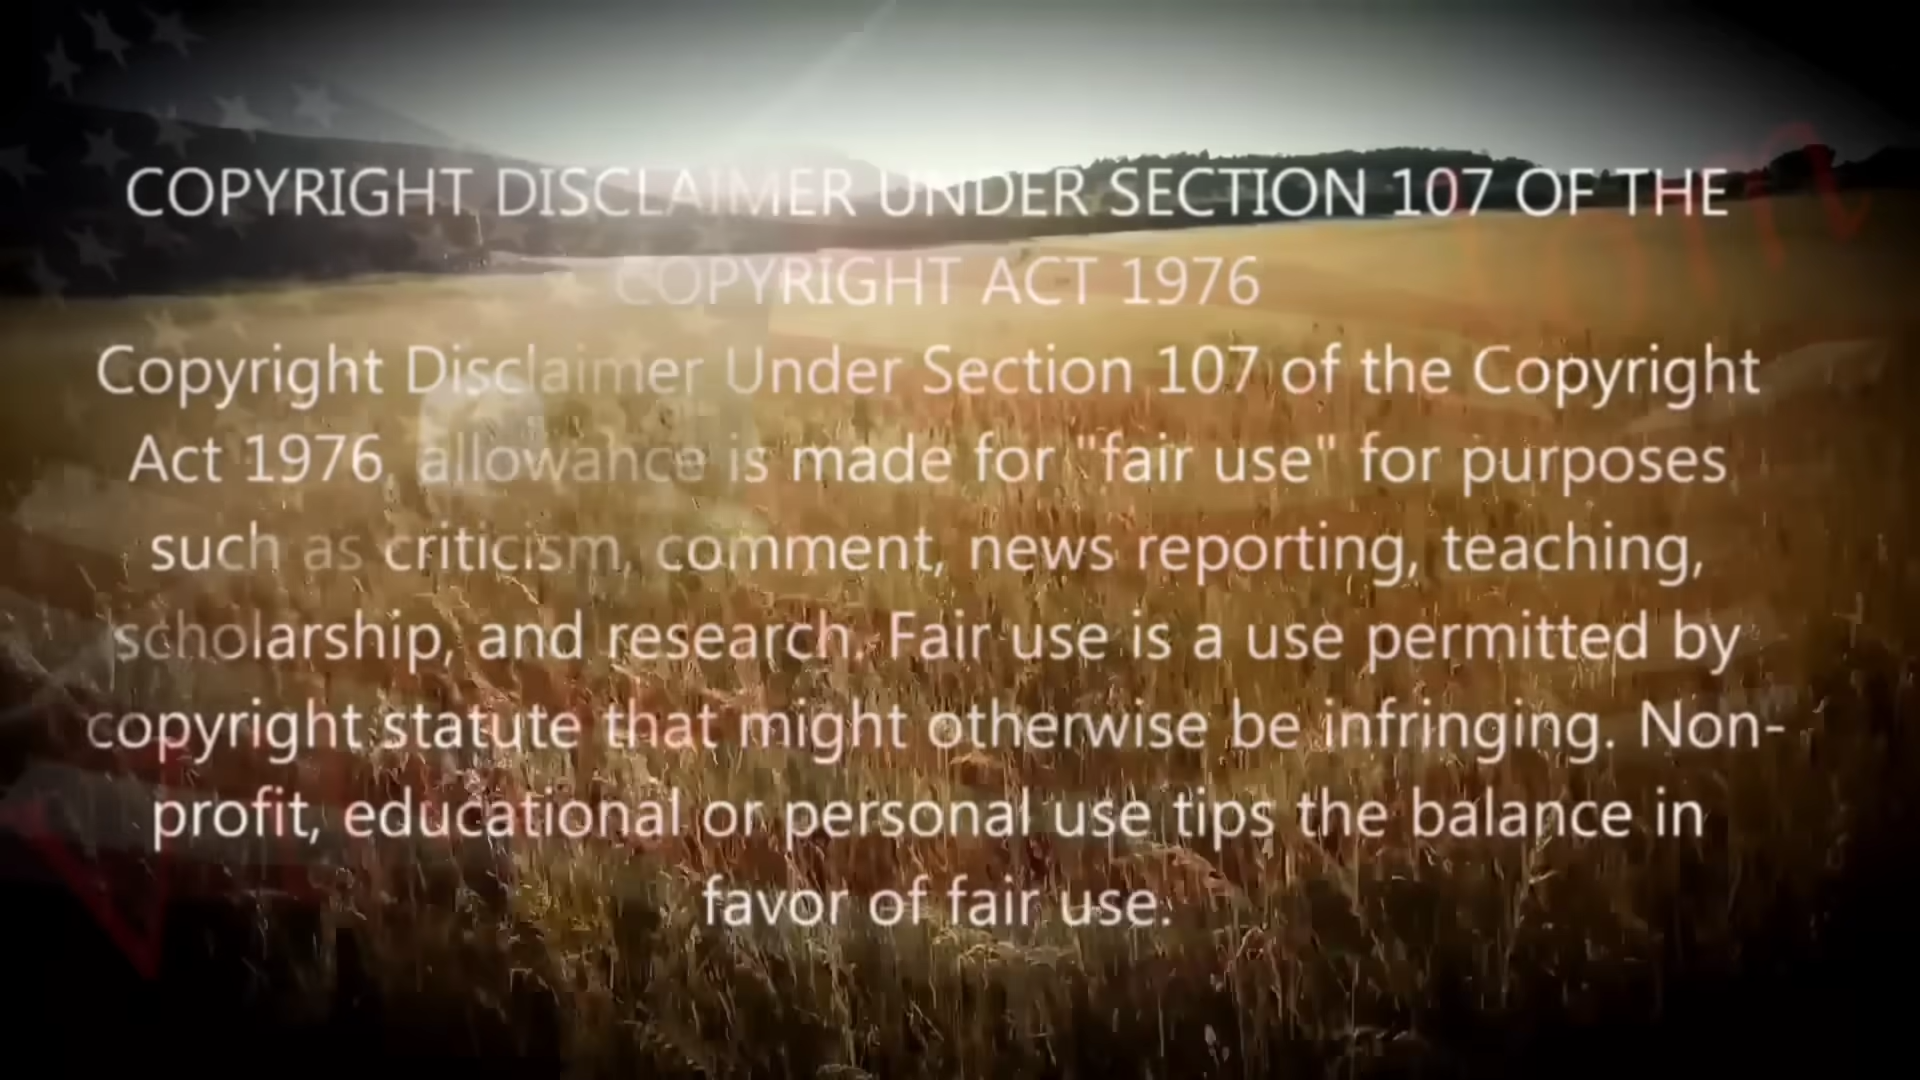 COPYRIGHT DISCLAIMER UNDER SECTION 107 OF THE
COPYRIGHT ACT 1976
Copyright Disclaimer Under Section 107 of the Copyright
Act 1976, allowance is made for "fair use" for purposes
such as criticism, comment, news reporting, teaching,
scholarship, and research. Fair use is a use permitted by
copyright statute that might otherwise be infringing. Non-
profit, educational or personal use tips the balance in
favor of fair use.